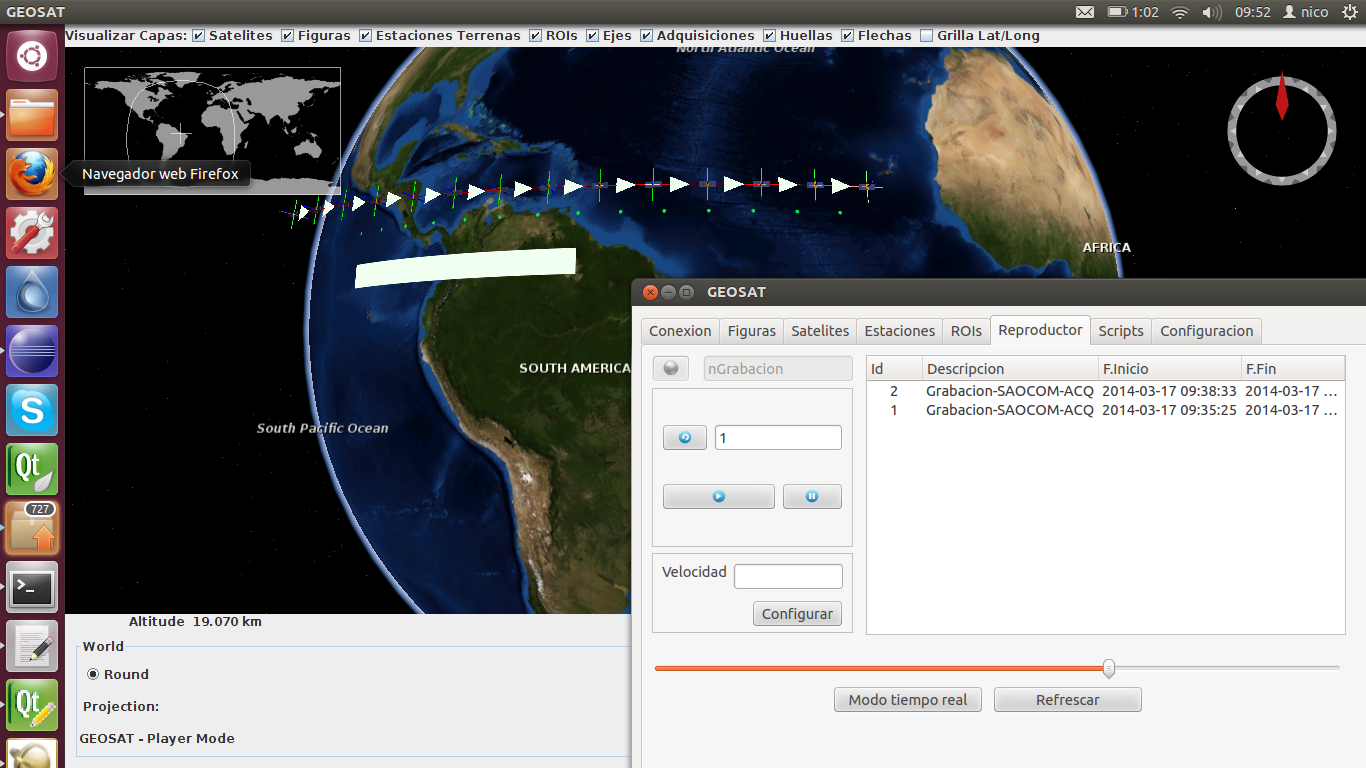 GEOSAT
1:02
09:52
nico
Visualizar Capas:
Satelites
Figuras
Estaciones Terrenas
ROIs
Ejes
Adquisiciones
Huellas
Flechas
Grilla Lat/Long
North Atlantic Ocean
Navegador web Firefox
AFRICA
SOUTH AMERICA
South Pacific Ocean
727
Altitude 19.070 km
World
Round
Projection:
GEOSAT - Player Mode
GEOSAT
Conexion
Figuras
Satelites
Estaciones
ROIs
Reproductor
Scripts
Configuracion
nGrabacion
1
Velocidad
Configurar
Id Descripcion F.Inicio F.Fin
2 Grabacion-SAOCOM-ACQ 2014-03-17 09:38:33 2014-03-17 ...
1 Grabacion-SAOCOM-ACQ 2014-03-17 09:35:25 2014-03-17 ...
Modo tiempo real
Refrescar